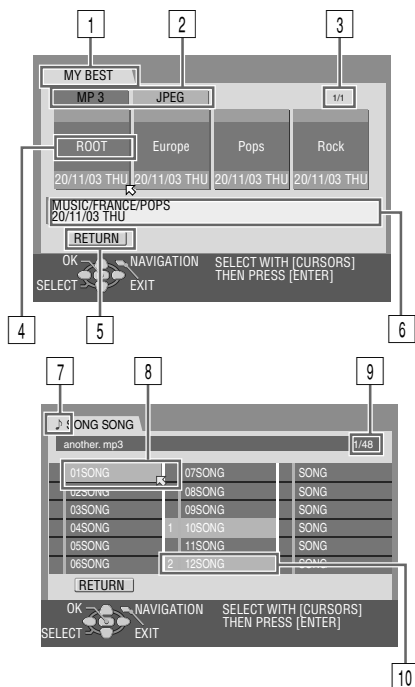 1 2 3
MY BEST
MP 3 JPEG 1/1
ROOT Europe Pops Rock
20/11/03 THU 20/11/03 THU 20/11/03 THU 20/11/03 THU
MUSIC/FRANCE/POPS
20/11/03 THU
RETURN
OK NAVIGATION SELECT WITH [CURSORS]
SELECT EXIT THEN PRESS [ENTER]
4 5 6
7 8 9
♪ SONG SONG
another. mp3 1/48
01SONG 07SONG SONG
02SONG 08SONG SONG
03SONG 09SONG SONG
04SONG 1 10SONG SONG
05SONG 11SONG SONG
06SONG 2 12SONG SONG
RETURN
OK NAVIGATION SELECT WITH [CURSORS]
SELECT EXIT THEN PRESS [ENTER]
10